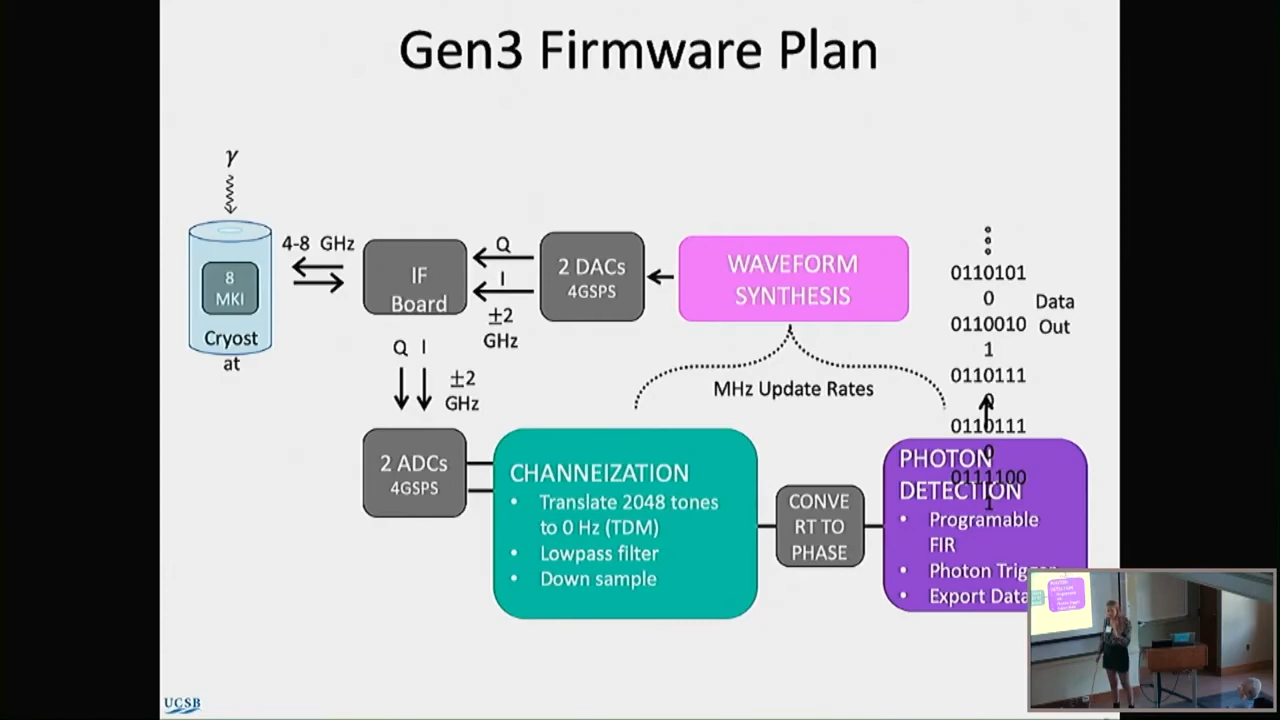 Gen3 Firmware Plan
γ
4-8 GHz
8
MKI
Cryost
at
IF
Board
Q
I
±2
GHz
2 DACs
4GSPS
WAVEFORM
SYNTHESIS
0110101
0
0110010
1
0110111
0
0110111
0
0111100
1
Data
Out
Q I
±2
GHz
MHz Update Rates
2 ADCs
4GSPS
CHANNEIZATION
• Translate 2048 tones
to 0 Hz (TDM)
• Lowpass filter
• Down sample
CONVE
RT TO
PHASE
PHOTON
DETECTION
• Programable
FIR
• Photon Trigger
• Export Data
UCSB